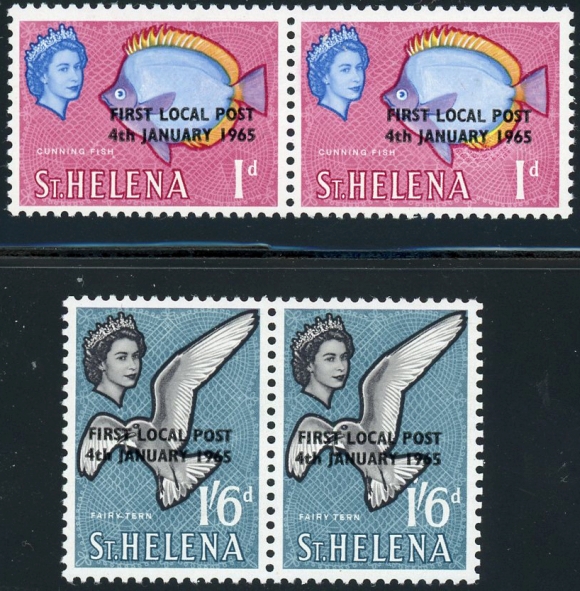 FIRST LOCAL POST
4th JANUARY 1965
CUNNING FISH
ST. HELENA 1d
FIRST LOCAL POST
4th JANUARY 1965
CUNNING FISH
ST. HELENA 1d
FIRST LOCAL POST
4th JANUARY 1965
FAIRY TERN 1/6d
ST. HELENA
FIRST LOCAL POST
4th JANUARY 1965
FAIRY TERN 1/6d
ST. HELENA